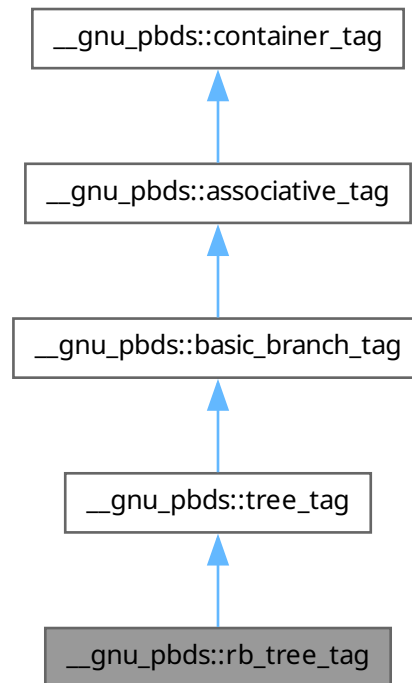 __gnu_pbds::container_tag
__gnu_pbds::associative_tag
__gnu_pbds::basic_branch_tag
__gnu_pbds::tree_tag
__gnu_pbds::rb_tree_tag